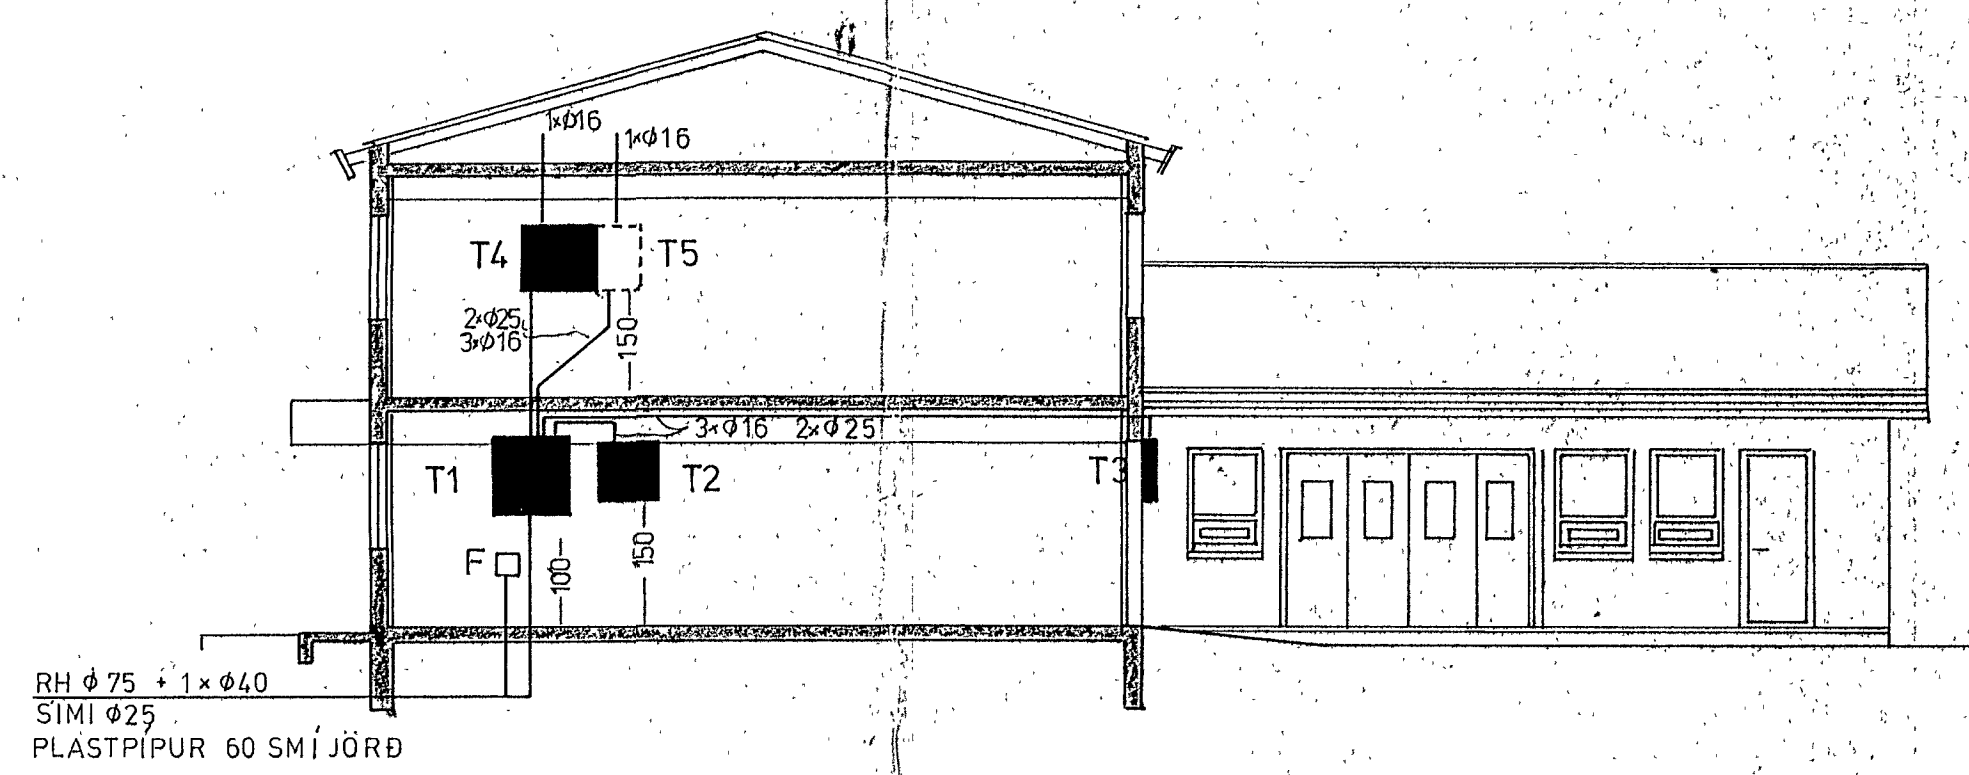 1×Ø16
1×Ø16
T4
T5
2×Ø25
3×Ø16
150
3×Ø16 2×Ø25
T1
T2
T3
F
100
150
RH Ø 75 + 1 × Ø40
SÍMI Ø25
PLASTPÍPUR 60 SM Í JÖRÐ